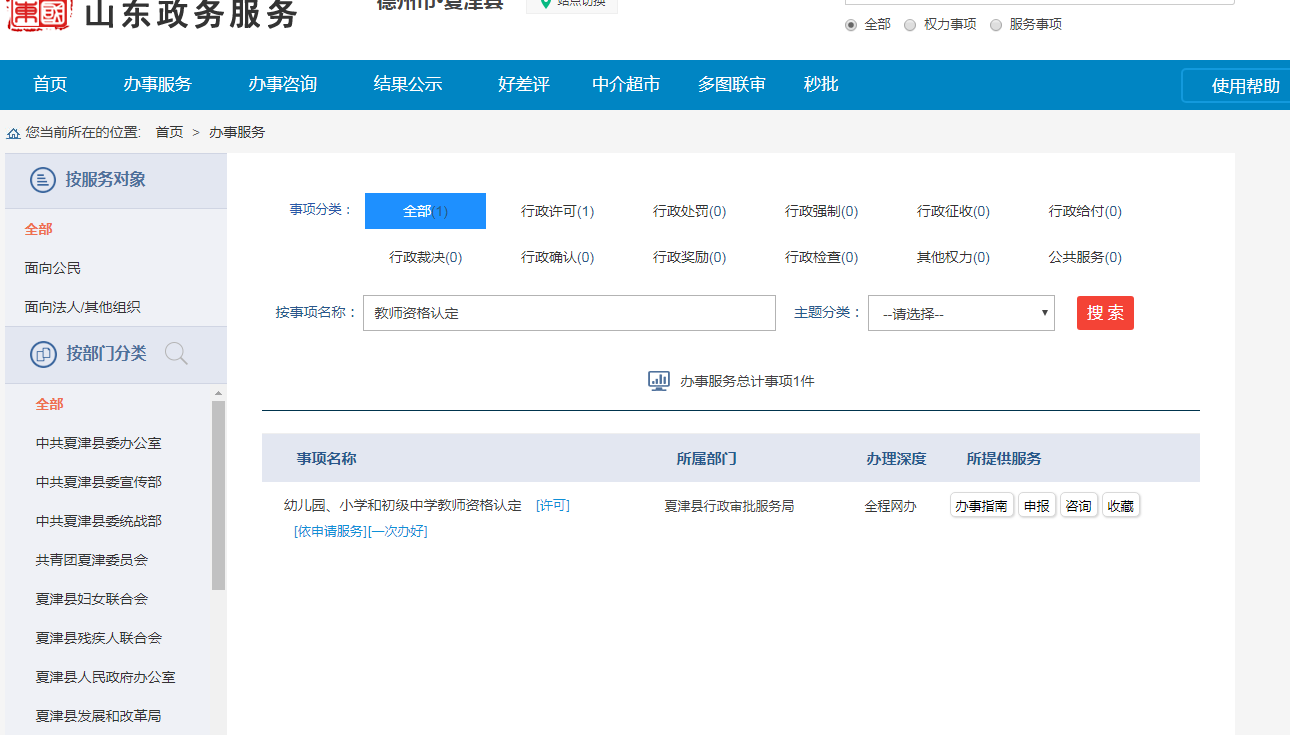 山东政务服务
德州市·夏津县
站点切换
全部 权力事项 服务事项
首页 办事服务 办事咨询 结果公示 好差评 中介超市 多图联审 秒批 使用帮助
您当前所在的位置: 首页 > 办事服务
按服务对象
全部
面向公民
面向法人/其他组织
按部门分类
全部
中共夏津县委办公室
中共夏津县委宣传部
中共夏津县委统战部
共青团夏津委员会
夏津县妇女联合会
夏津县残疾人联合会
夏津县人民政府办公室
夏津县发展和改革局
事项分类： 全部(1) 行政许可(1) 行政处罚(0) 行政强制(0) 行政征收(0) 行政给付(0)
行政裁决(0) 行政确认(0) 行政奖励(0) 行政检查(0) 其他权力(0) 公共服务(0)
按事项名称： 教师资格认定 主题分类： --请选择-- 搜 索
办事服务总计事项1件
事项名称 所属部门 办理深度 所提供服务
幼儿园、小学和初级中学教师资格认定 [许可] 夏津县行政审批服务局 全程网办 办事指南 申报 咨询 收藏
[依申请服务][一次办好]